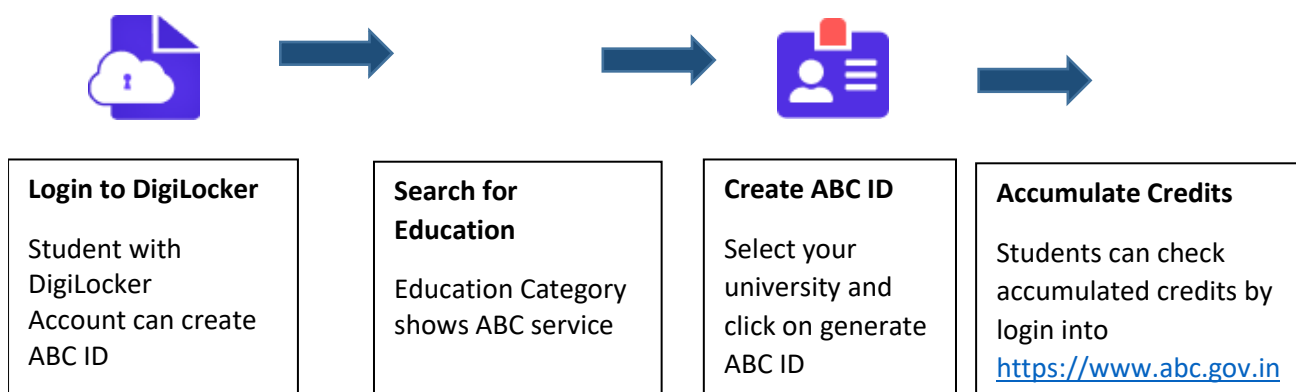 Login to DigiLocker
Student with
DigiLocker
Account can create
ABC ID
Search for
Education
Education Category
shows ABC service
Create ABC ID
Select your
university and
click on generate
ABC ID
Accumulate Credits
Students can check
accumulated credits by
login into
https://www.abc.gov.in